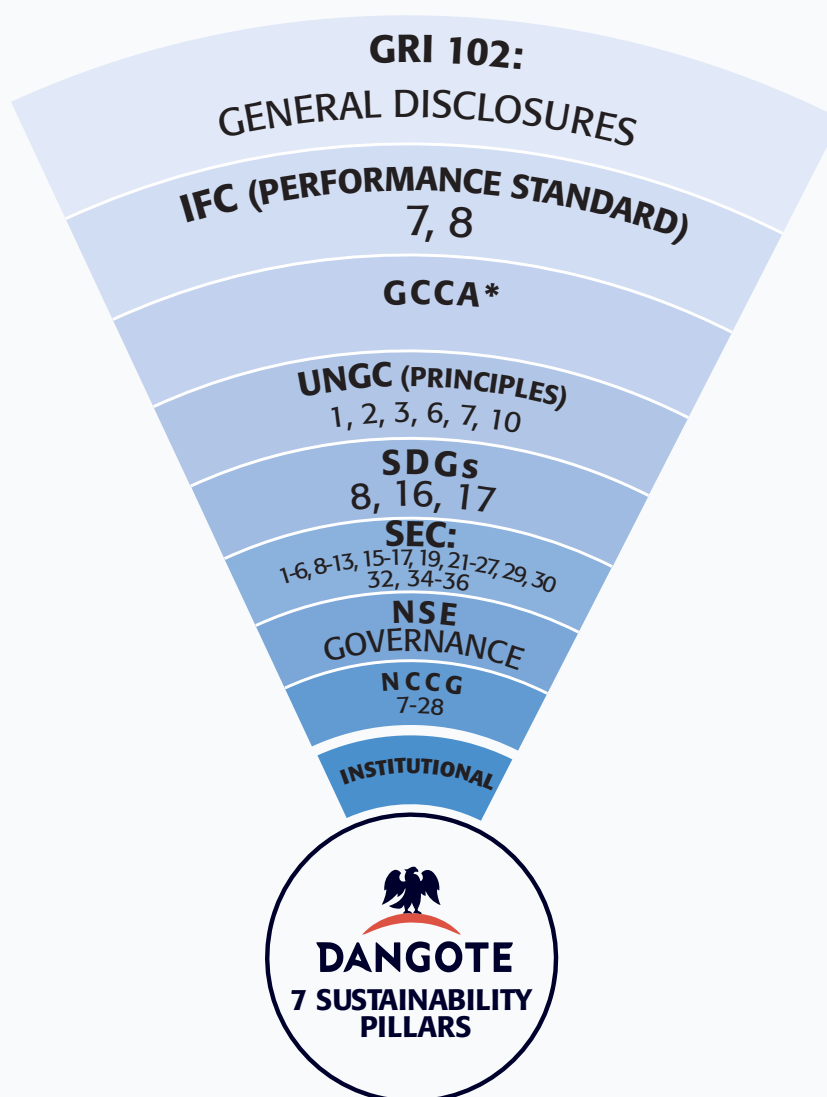 GRI 102:
GENERAL DISCLOSURES
IFC (PERFORMANCE STANDARD)
7, 8
GCCA*
UNGC (PRINCIPLES)
1, 2, 3, 6, 7, 10
SDGs
8, 16, 17
SEC:
1-6, 8-13, 15-17, 19, 21-27, 29, 30
32, 34-36
NSE
GOVERNANCE
NCCG
7-28
INSTITUTIONAL
DANGOTE
7 SUSTAINABILITY
PILLARS